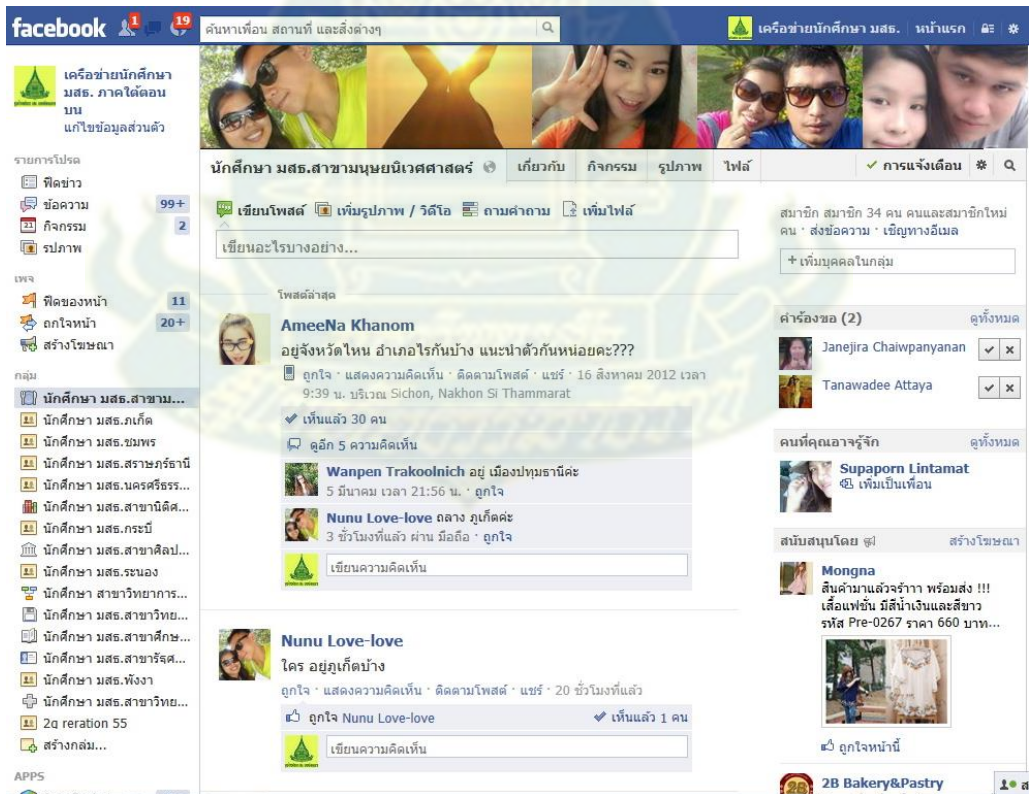 facebook 1 19 ค้นหาเพื่อน สถานที่ และสิ่งต่างๆ เครือข่ายนักศึกษา มสธ. หน้าแรก
เครือข่ายนักศึกษา
มสธ. ภาคใต้ตอน
บน
แก้ไขข้อมูลส่วนตัว
รายการโปรด
ฟีดข่าว
ข้อความ 99+
กิจกรรม 2
รูปภาพ
เพจ
ฟีดของหน้า 11
ถูกใจหน้า 20+
สร้างโฆษณา
กลุ่ม
นักศึกษา มสธ.สาขาม...
นักศึกษา มสธ.ภูเก็ต
นักศึกษา มสธ.ชุมพร
นักศึกษา มสธ.สุราษฎร์ธานี
นักศึกษา มสธ.นครศรีธรร...
นักศึกษา มสธ.สาขานิติศ...
นักศึกษา มสธ.กระบี่
นักศึกษา มสธ.สาขาศิลป...
นักศึกษา มสธ.ระนอง
นักศึกษา สาขาวิทยาการ...
นักศึกษา มสธ.สาขาวิทย...
นักศึกษา มสธ.สาขาศึกษ...
นักศึกษา มสธ.สาขารัฐศ...
นักศึกษา มสธ.พังงา
นักศึกษา มสธ.สาขาวิทย...
2q reration 55
สร้างกลุ่ม...
APPS
นักศึกษา มสธ.สาขามนุษยนิเวศศาสตร์ เกี่ยวกับ กิจกรรม รูปภาพ ไฟล์ ✓ การแจ้งเตือน
เขียนโพสต์ เพิ่มรูปภาพ / วิดีโอ ถามคำถาม เพิ่มไฟล์
เขียนอะไรบางอย่าง...
โพสต์ล่าสุด
AmeeNa Khanom
อยู่จังหวัดไหน อำเภอไรกันบ้าง แนะนำตัวกันหน่อยคะ???
ถูกใจ · แสดงความคิดเห็น · ติดตามโพสต์ · แชร์ · 16 สิงหาคม 2012 เวลา
9:39 น. บริเวณ Sichon, Nakhon Si Thammarat
เห็นแล้ว 30 คน
ดูอีก 5 ความคิดเห็น
Wanpen Trakoolnich อยู่ เมืองปทุมธานีค่ะ
5 มีนาคม เวลา 21:56 น. · ถูกใจ
Nunu Love-love ถลาง ภูเก็ตค่ะ
3 ชั่วโมงที่แล้ว ผ่าน มือถือ · ถูกใจ
เขียนความคิดเห็น
Nunu Love-love
ใคร อยู่ภูเก็ตบ้าง
ถูกใจ · แสดงความคิดเห็น · ติดตามโพสต์ · แชร์ · 20 ชั่วโมงที่แล้ว
ถูกใจ Nunu Love-love เห็นแล้ว 1 คน
เขียนความคิดเห็น
สมาชิก สมาชิก 34 คน คนและสมาชิกใหม่
คน · ส่งข้อความ · เชิญทางอีเมล
+ เพิ่มบุคคลในกลุ่ม
คำร้องขอ (2) ดูทั้งหมด
Janejira Chaiwpanyanan
Tanawadee Attaya
คนที่คุณอาจรู้จัก ดูทั้งหมด
Supaporn Lintamat
เพิ่มเป็นเพื่อน
สนับสนุนโดย สร้างโฆษณา
Mongna
สินค้ามาแล้วจร้าาา พร้อมส่ง !!!
เสื้อแฟชั่น มีสีน้ำเงินและสีขาว
รหัส Pre-0267 ราคา 660 บาท...
ถูกใจหน้านี้
2B Bakery&Pastry